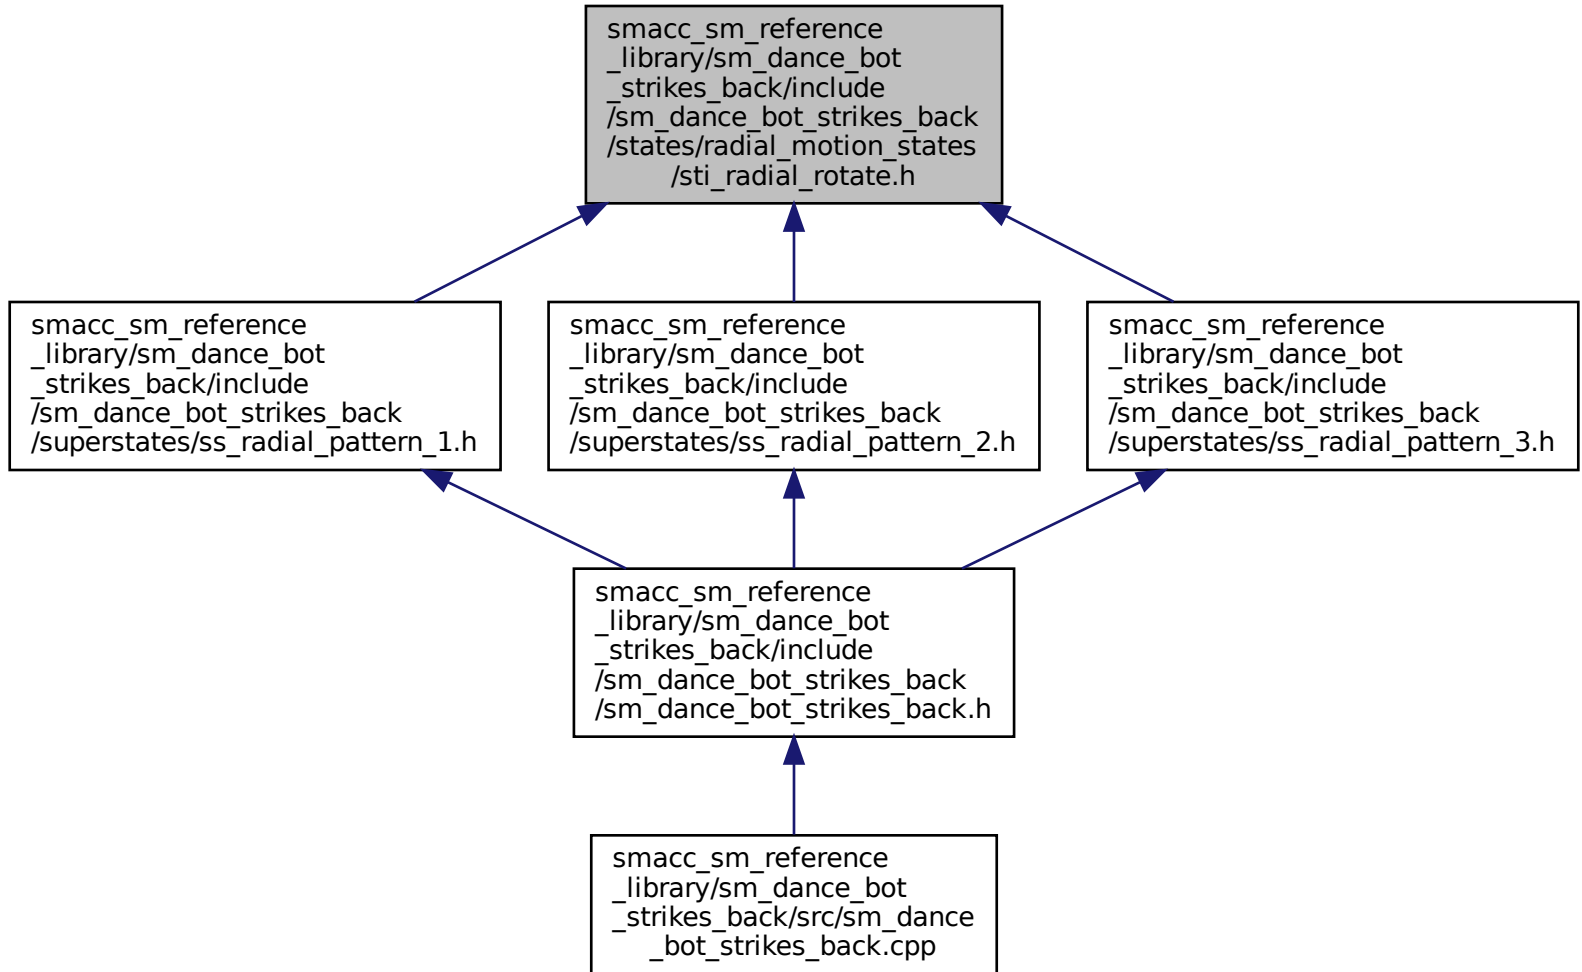 smacc_sm_reference
_library/sm_dance_bot
_strikes_back/include
/sm_dance_bot_strikes_back
/states/radial_motion_states
/sti_radial_rotate.h
smacc_sm_reference
_library/sm_dance_bot
_strikes_back/include
/sm_dance_bot_strikes_back
/superstates/ss_radial_pattern_1.h
smacc_sm_reference
_library/sm_dance_bot
_strikes_back/include
/sm_dance_bot_strikes_back
/superstates/ss_radial_pattern_2.h
smacc_sm_reference
_library/sm_dance_bot
_strikes_back/include
/sm_dance_bot_strikes_back
/superstates/ss_radial_pattern_3.h
smacc_sm_reference
_library/sm_dance_bot
_strikes_back/include
/sm_dance_bot_strikes_back
/sm_dance_bot_strikes_back.h
smacc_sm_reference
_library/sm_dance_bot
_strikes_back/src/sm_dance
_bot_strikes_back.cpp